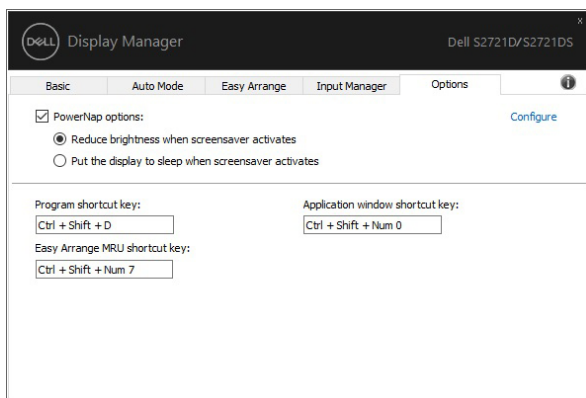 DELL Display Manager Dell S2721D/S2721DS
x
Basic Auto Mode Easy Arrange Input Manager Options i
PowerNap options: Configure
Reduce brightness when screensaver activates
Put the display to sleep when screensaver activates
Program shortcut key: Application window shortcut key:
Ctrl + Shift + D Ctrl + Shift + Num 0
Easy Arrange MRU shortcut key:
Ctrl + Shift + Num 7